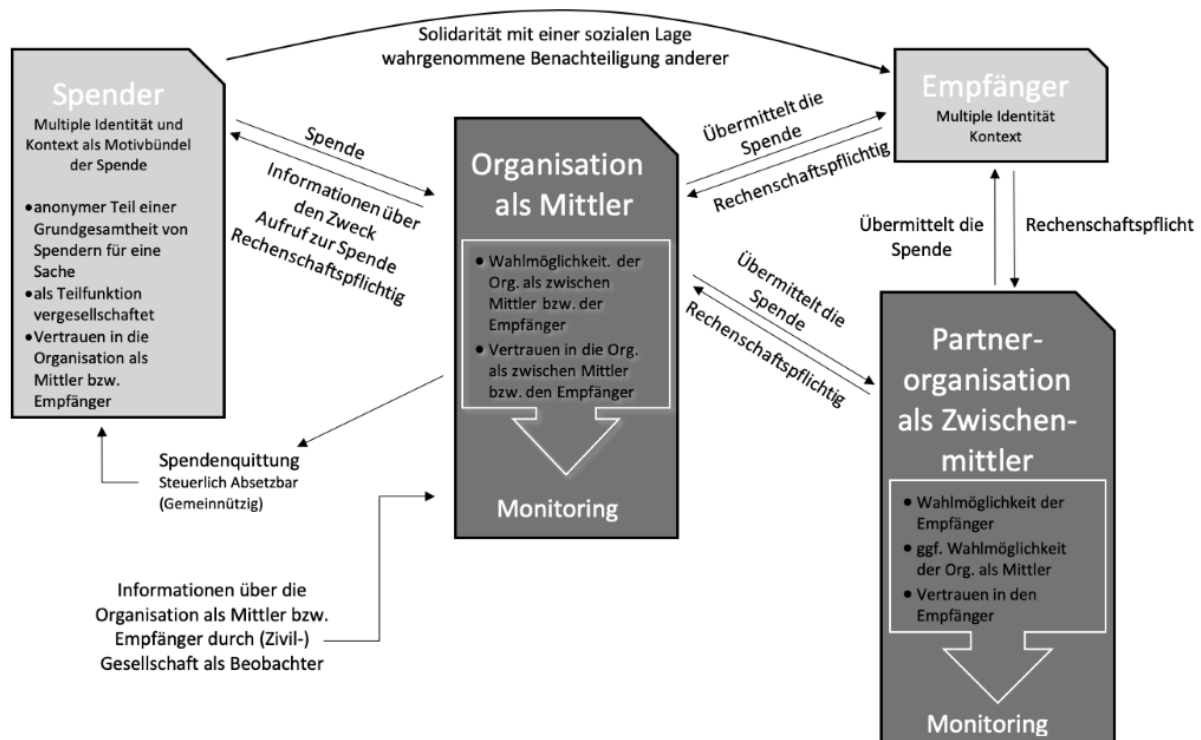 Solidarität mit einer sozialen Lage
wahrgenommene Benachteiligung anderer
Spender
Multiple Identität und
Kontext als Motivbündel
der Spende
•anonymer Teil einer
Grundgesamtheit von
Spendern für eine
Sache
•als Teilfunktion
vergesellschaftet
•Vertrauen in die
Organisation als
Mittler bzw.
Empfänger
Spende
Informationen über
den Zweck
Aufruf zur Spende
Rechenschaftspflichtig
Organisation
als Mittler
• Wahlmöglichkeit. der
Org. als zwischen
Mittler bzw. der
Empfänger
• Vertrauen in die Org.
als zwischen Mittler
bzw. den Empfänger
Monitoring
Übermittelt die
Spende
Rechenschaftspflichtig
Empfänger
Multiple Identität
Kontext
Übermittelt die
Spende
Rechenschaftspflicht
Übermittelt die
Spende
Rechenschaftspflichtig
Partner-
organisation
als Zwischen-
mittler
• Wahlmöglichkeit der
Empfänger
• ggf. Wahlmöglichkeit
der Org. als Mittler
• Vertrauen in den
Empfänger
Monitoring
Spendenquittung
Steuerlich Absetzbar
(Gemeinnützig)
Informationen über die
Organisation als Mittler bzw.
Empfänger durch (Zivil-)
Gesellschaft als Beobachter